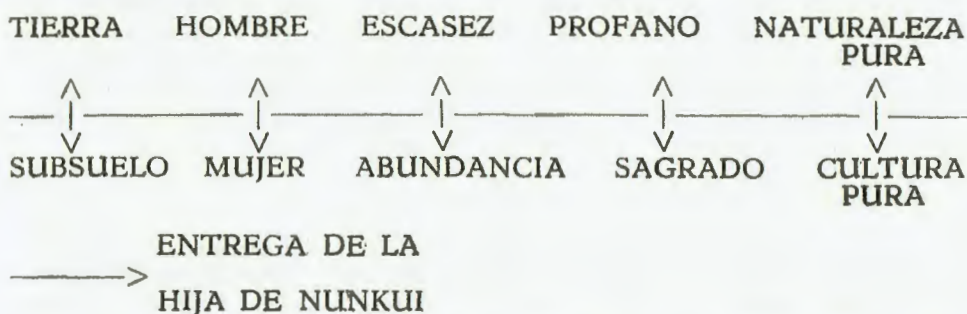 TIERRA HOMBRE ESCASEZ PROFANO NATURALEZA
PURA
SUBSUELO MUJER ABUNDANCIA SAGRADO CULTURA
PURA
ENTREGA DE LA
HIJA DE NUNKUI